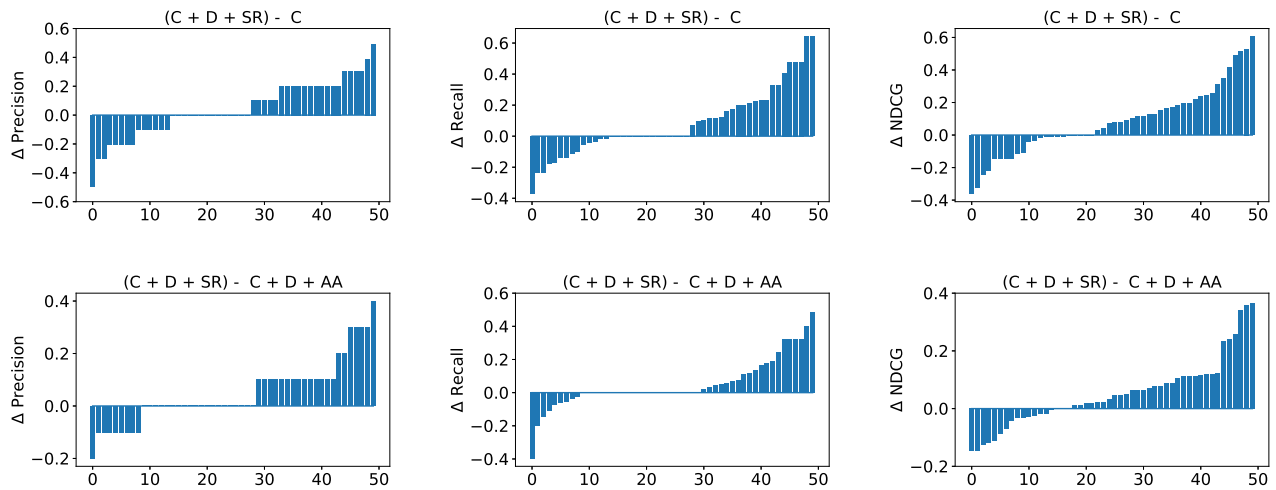 (C + D + SR) - C
Δ Precision
0.6
0.4
0.2
0.0
−0.2
−0.4
−0.6
0 10 20 30 40 50
(C + D + SR) - C
Δ Recall
0.6
0.4
0.2
0.0
−0.2
−0.4
0 10 20 30 40 50
(C + D + SR) - C
Δ NDCG
0.6
0.4
0.2
0.0
−0.2
−0.4
0 10 20 30 40 50
(C + D + SR) - C + D + AA
Δ Precision
0.4
0.2
0.0
−0.2
0 10 20 30 40 50
(C + D + SR) - C + D + AA
Δ Recall
0.6
0.4
0.2
0.0
−0.2
−0.4
0 10 20 30 40 50
(C + D + SR) - C + D + AA
Δ NDCG
0.4
0.2
0.0
−0.2
0 10 20 30 40 50